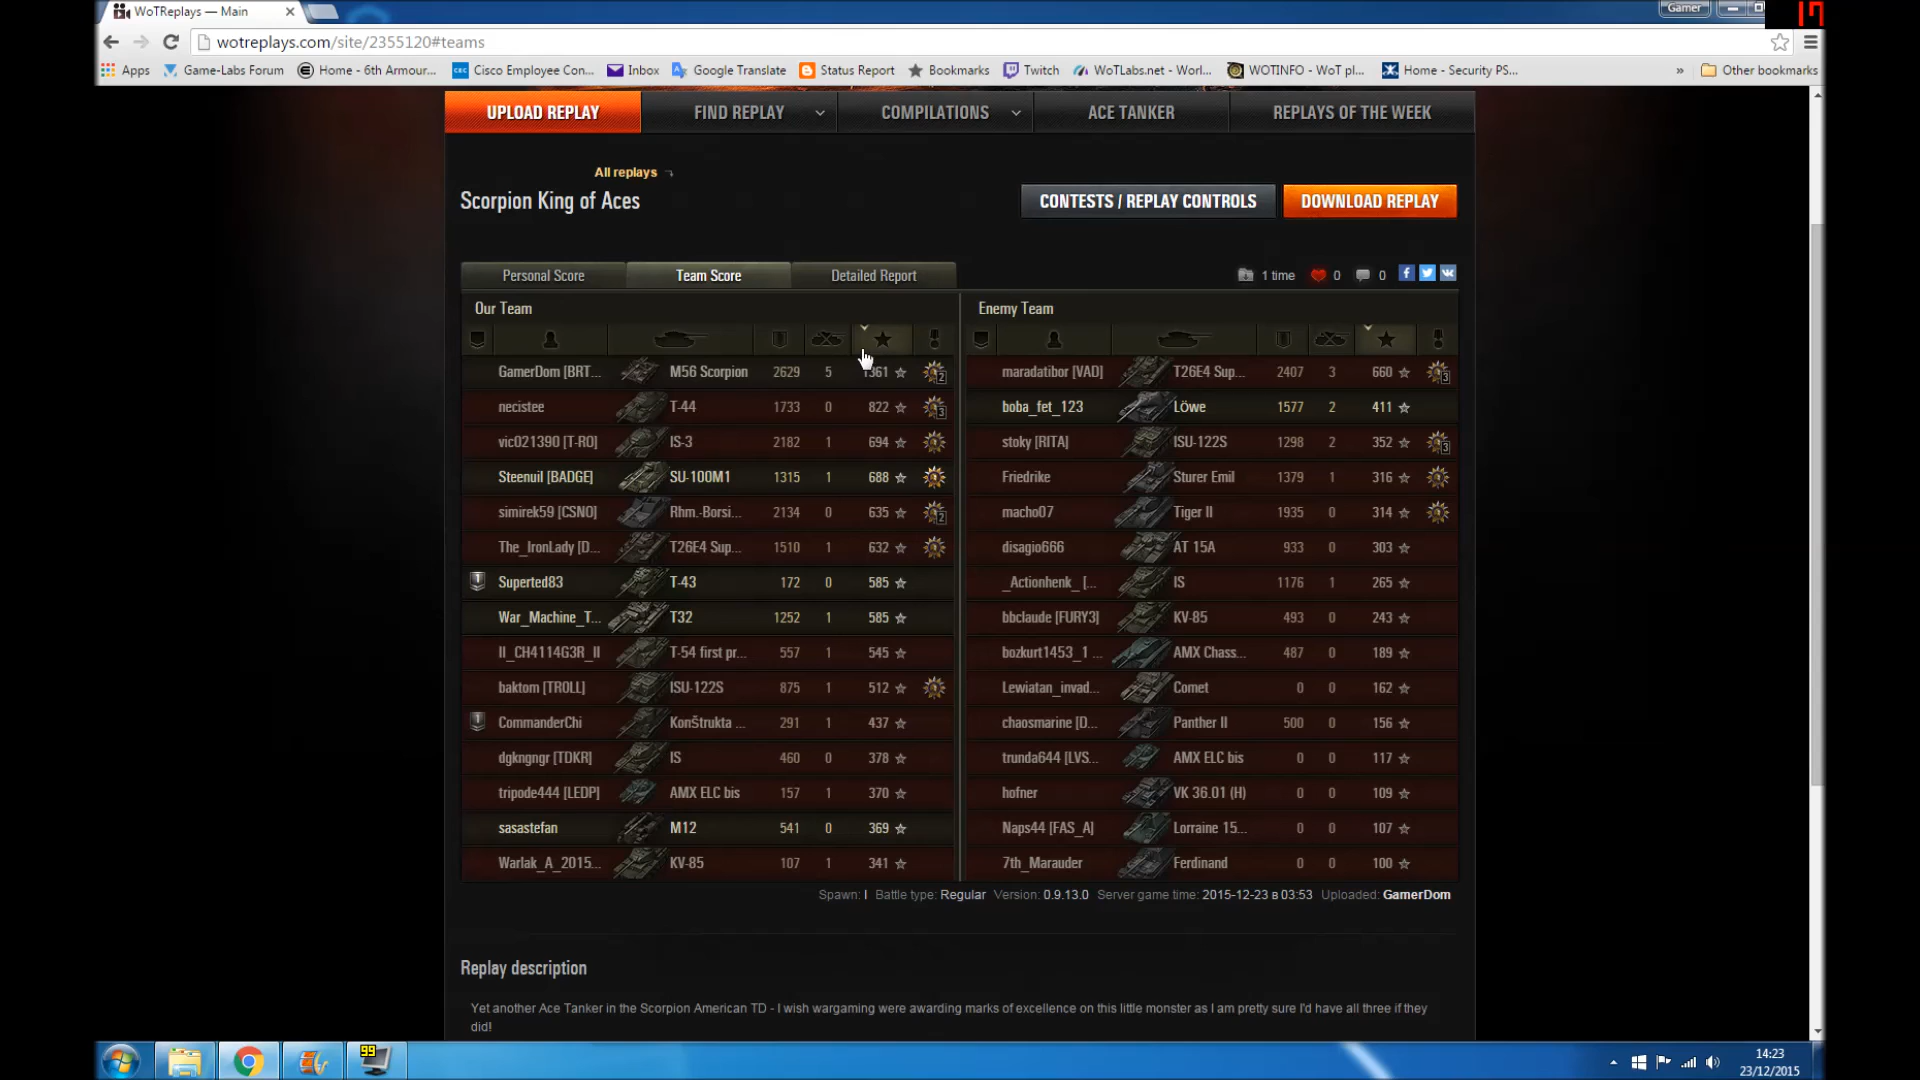 WoTReplays — Main
Gamer
17
wotreplays.com/site/2355120#teams
Apps Game-Labs Forum Home - 6th Armour... Cisco Employee Con... Inbox Google Translate Status Report Bookmarks Twitch WoTLabs.net - Worl... WOTINFO - WoT pl... Home - Security PS... » Other bookmarks
UPLOAD REPLAY FIND REPLAY COMPILATIONS ACE TANKER REPLAYS OF THE WEEK
All replays
Scorpion King of Aces
CONTESTS / REPLAY CONTROLS DOWNLOAD REPLAY
Personal Score Team Score Detailed Report 1 time 0 0
Our Team Enemy Team
GamerDom [BRT... M56 Scorpion 2629 5 1361 2 maradatibor [VAD] T26E4 Sup... 2407 3 660 3
necistee T-44 1733 0 822 3 boba_fet_123 Löwe 1577 2 411
vic021390 [T-RO] IS-3 2182 1 694 stoky [RITA] ISU-122S 1298 2 352 3
Steenuil [BADGE] SU-100M1 1315 1 688 Friedrike Sturer Emil 1379 1 316
simirek59 [CSNO] Rhm.-Borsi... 2134 0 635 2 macho07 Tiger II 1935 0 314
The_IronLady [D... T26E4 Sup... 1510 1 632 disagio666 AT 15A 933 0 303
Superted83 T-43 172 0 585 _Actionhenk_ [... IS 1176 1 265
War_Machine_T... T32 1252 1 585 bbclaude [FURY3] KV-85 493 0 243
II_CH4114G3R_II T-54 first pr... 557 1 545 bozkurt1453_1 ... AMX Chass... 487 0 189
baktom [TROLL] ISU-122S 875 1 512 Lewiatan_invad... Comet 0 0 162
CommanderChi KonŠtrukta ... 291 1 437 chaosmarine [D... Panther II 500 0 156
dgkngngr [TDKR] IS 460 0 378 trunda644 [LVS... AMX ELC bis 0 0 117
tripode444 [LEDP] AMX ELC bis 157 1 370 hofner VK 36.01 (H) 0 0 109
sasastefan M12 541 0 369 Naps44 [FAS_A] Lorraine 15... 0 0 107
Warlak_A_2015... KV-85 107 1 341 7th_Marauder Ferdinand 0 0 100
Spawn: I Battle type: Regular Version: 0.9.13.0 Server game time: 2015-12-23 в 03:53 Uploaded: GamerDom
Replay description
Yet another Ace Tanker in the Scorpion American TD - I wish wargaming were awarding marks of excellence on this little monster as I am pretty sure I'd have all three if they
did!
99
14:23
23/12/2015